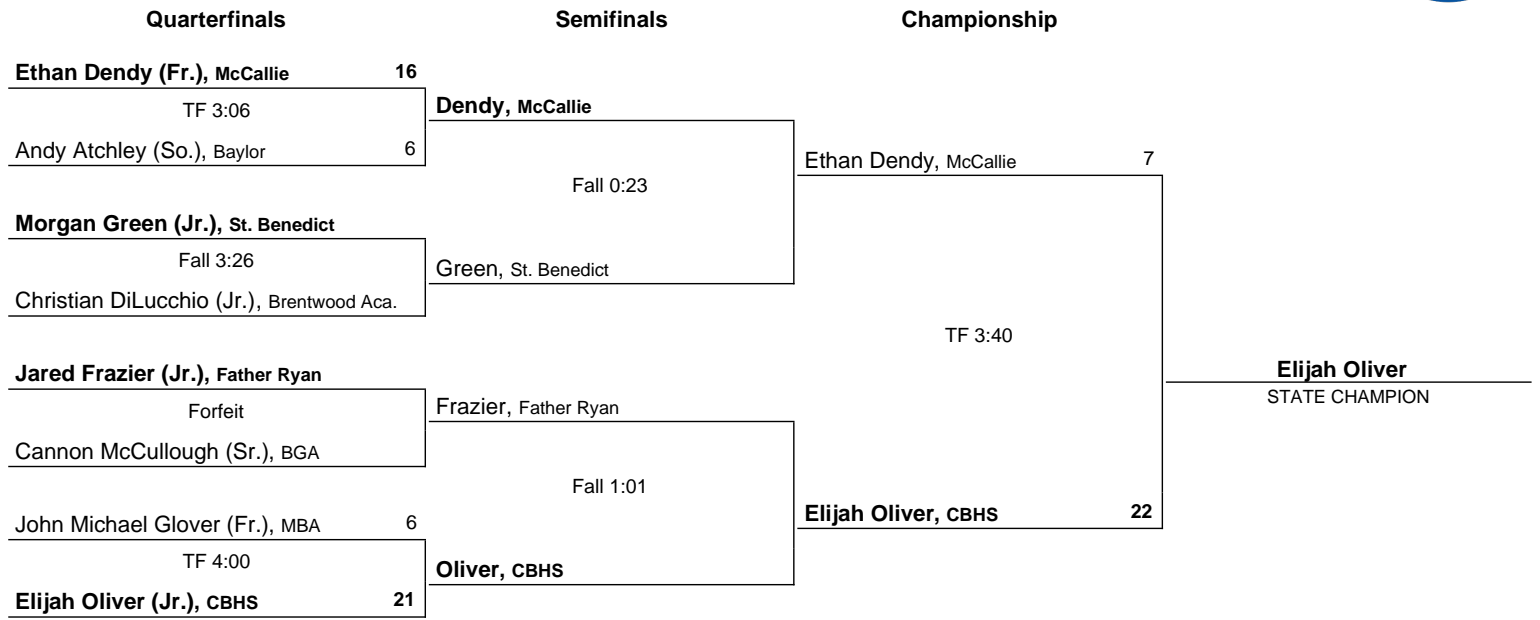 Quarterfinals Semifinals Championship
Ethan Dendy (Fr.), McCallie 16
TF 3:06
Dendy, McCallie
Andy Atchley (So.), Baylor 6
Ethan Dendy, McCallie 7
Fall 0:23
Morgan Green (Jr.), St. Benedict
Fall 3:26
Green, St. Benedict
Christian DiLucchio (Jr.), Brentwood Aca.
TF 3:40
Jared Frazier (Jr.), Father Ryan
Elijah Oliver
STATE CHAMPION
Forfeit
Frazier, Father Ryan
Cannon McCullough (Sr.), BGA
Fall 1:01
Elijah Oliver, CBHS 22
John Michael Glover (Fr.), MBA 6
TF 4:00
Oliver, CBHS
Elijah Oliver (Jr.), CBHS 21